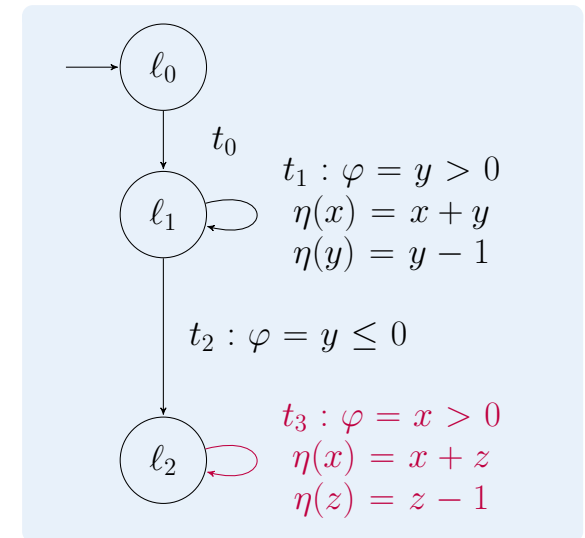 ℓ₀
t₀
t₁ : φ = y > 0
ℓ₁
η(x) = x + y
η(y) = y − 1
t₂ : φ = y ≤ 0
t₃ : φ = x > 0
ℓ₂
η(x) = x + z
η(z) = z − 1